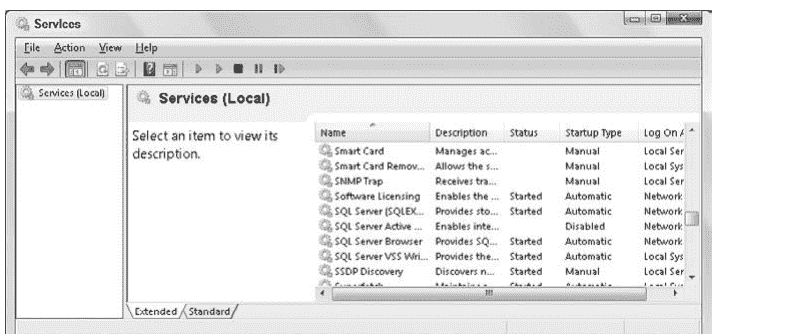 Services
File Action View Help
Services (Local)
Services (Local)
Select an item to view its
description.
Name Description Status Startup Type Log On A
Smart Card Manages ac... Manual Local Ser
Smart Card Remov... Allows the s... Manual Local Sys
SNMP Trap Receives tra... Manual Local Ser
Software Licensing Enables the ... Started Automatic Network
SQL Server (SQLEX... Provides sto... Started Automatic Network
SQL Server Active ... Enables inte... Disabled Network
SQL Server Browser Provides SQ... Started Automatic Network
SQL Server VSS Wri... Provides the... Started Automatic Local Sys
SSDP Discovery Discovers n... Started Manual Local Ser
Extended Standard